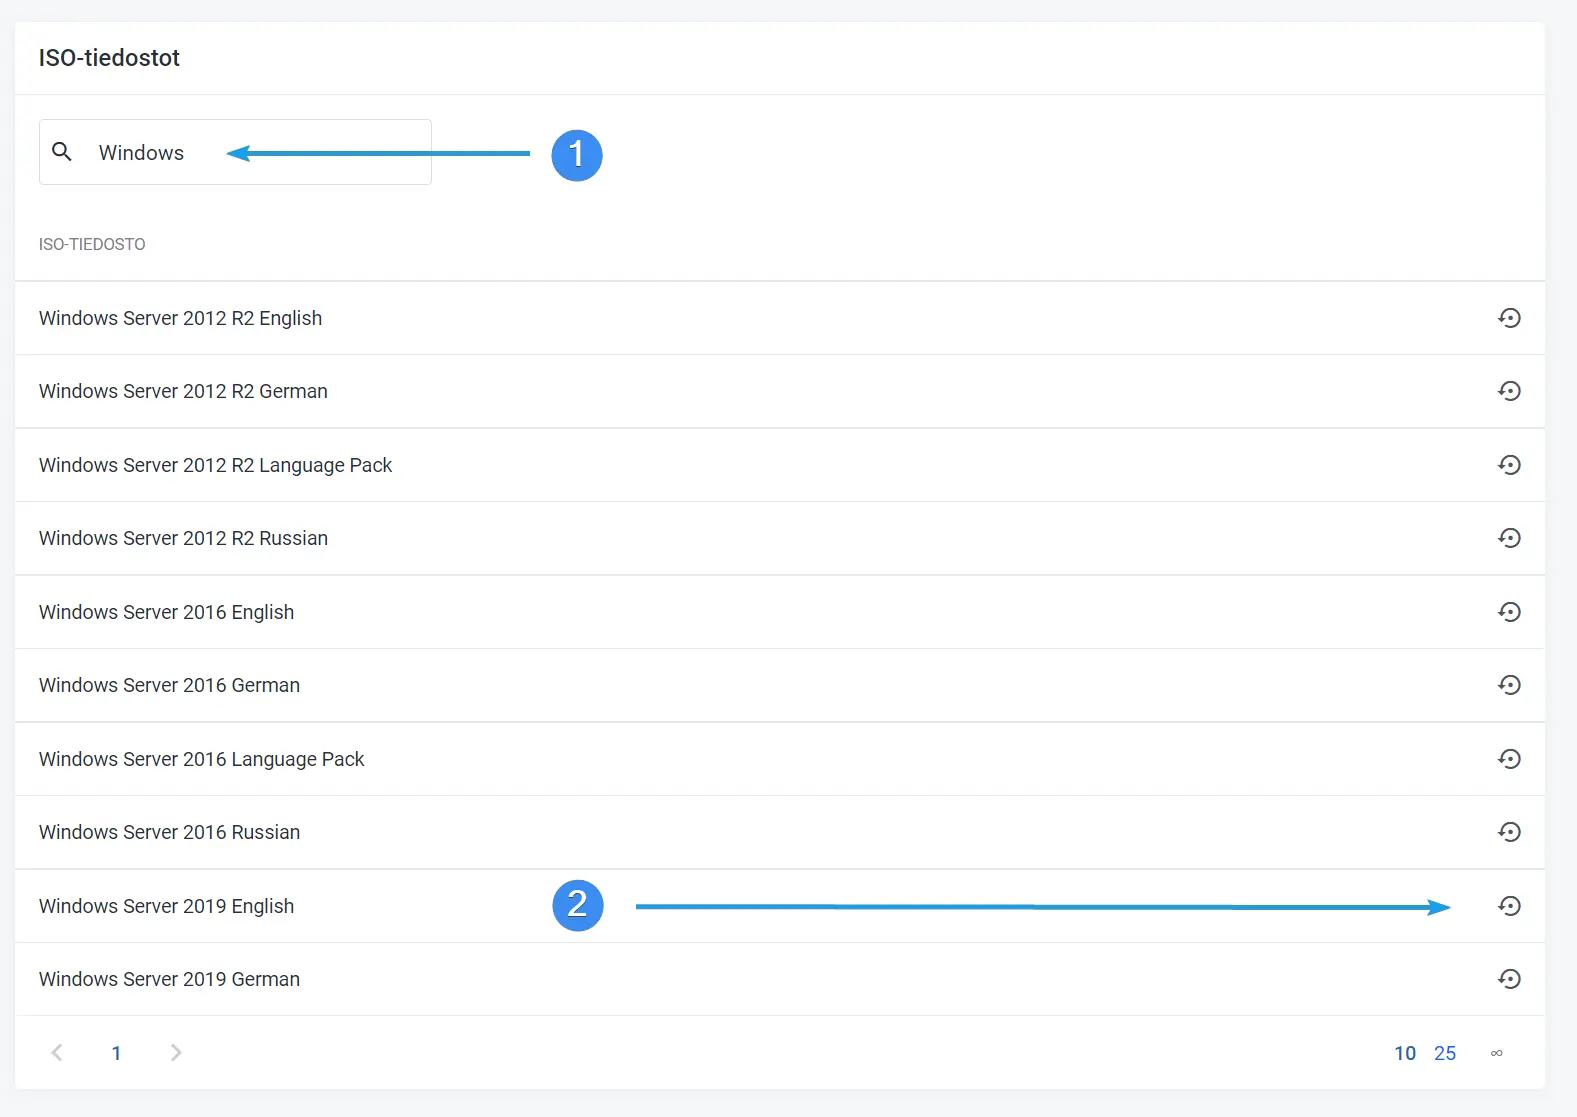 ISO-tiedostot
Windows
1
ISO-TIEDOSTO
Windows Server 2012 R2 English
Windows Server 2012 R2 German
Windows Server 2012 R2 Language Pack
Windows Server 2012 R2 Russian
Windows Server 2016 English
Windows Server 2016 German
Windows Server 2016 Language Pack
Windows Server 2016 Russian
Windows Server 2019 English
2
Windows Server 2019 German
1
10 25 ∞